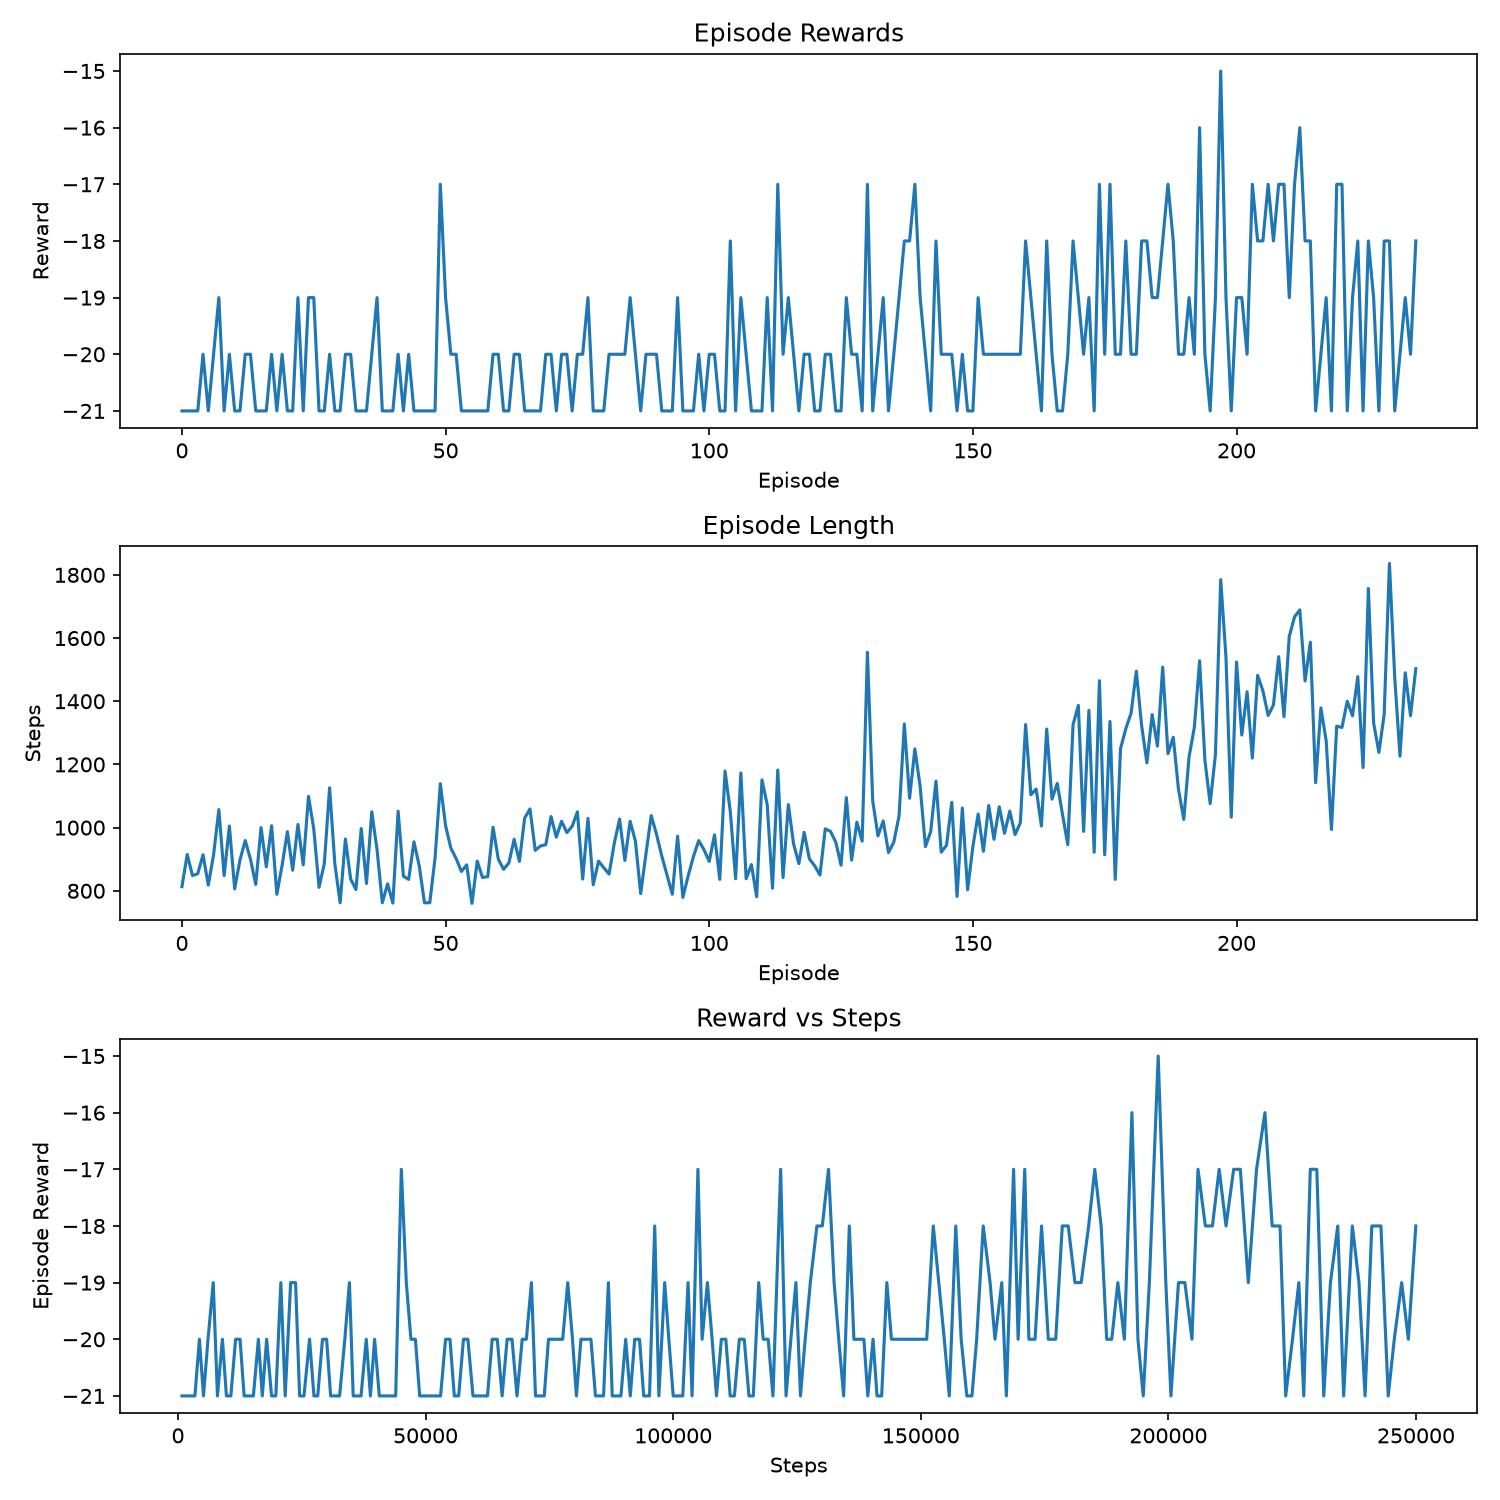 Episode Rewards
−15
−16
−17
−18
−19
−20
−21
Reward
0 50 100 150 200
Episode
Episode Length
1800
1600
1400
1200
1000
800
Steps
0 50 100 150 200
Episode
Reward vs Steps
−15
−16
−17
−18
−19
−20
−21
Episode Reward
0 50000 100000 150000 200000 250000
Steps